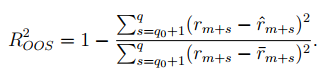 $R^2_{OOS} = 1 - \frac{\sum_{s=q_0+1}^{q} (r_{m+s} - \hat{r}_{m+s})^2}{\sum_{s=q_0+1}^{q} (r_{m+s} - \bar{r}_{m+s})^2}.$